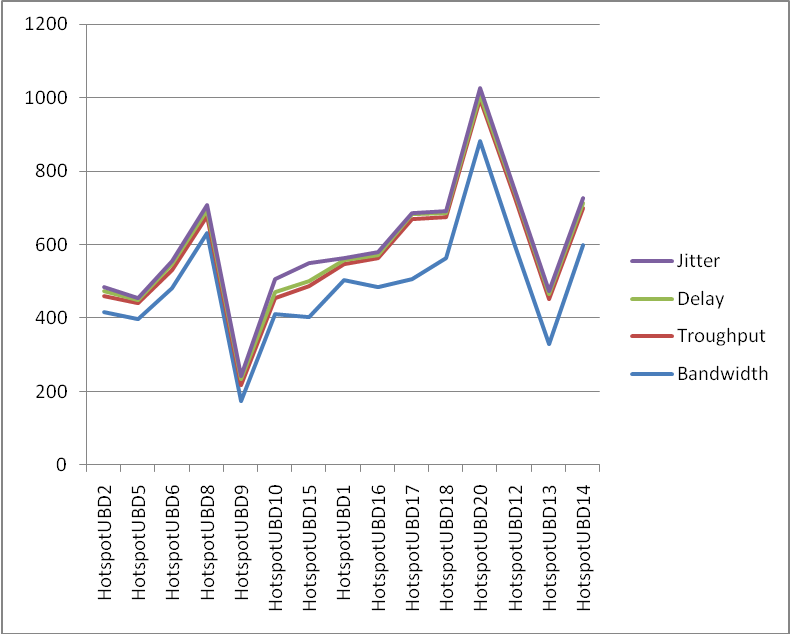 1200
1000
800
600
400
200
0
HotspotUBD2
HotspotUBD5
HotspotUBD6
HotspotUBD8
HotspotUBD9
HotspotUBD10
HotspotUBD15
HotspotUBD1
HotspotUBD16
HotspotUBD17
HotspotUBD18
HotspotUBD20
HotspotUBD12
HotspotUBD13
HotspotUBD14
Jitter
Delay
Troughput
Bandwidth